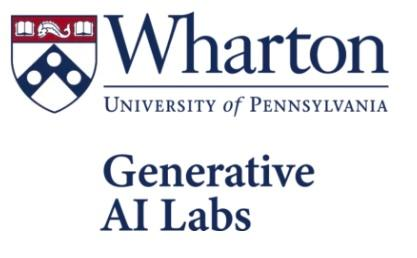 Wharton
UNIVERSITY of PENNSYLVANIA
Generative
AI Labs